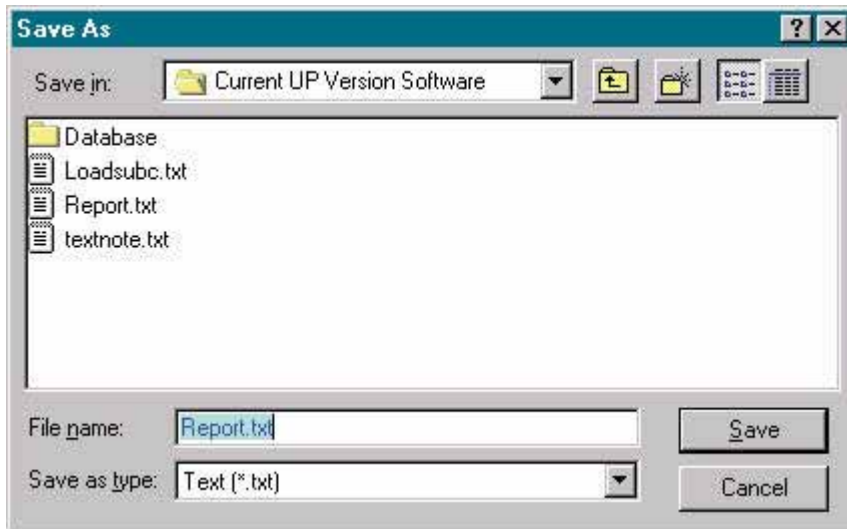 Save As
Save in: Current UP Version Software
Database
Loadsubc.txt
Report.txt
textnote.txt
File name: Report.txt Save
Save as type: Text (*.txt) Cancel